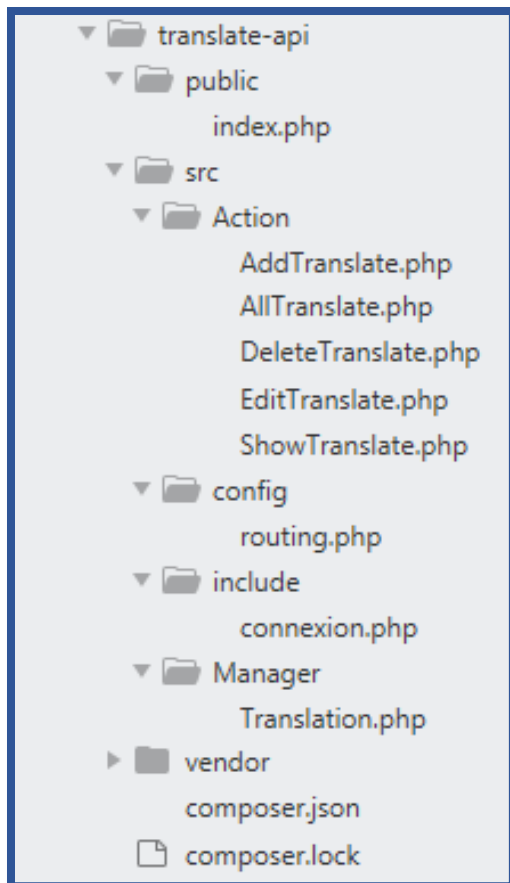 translate-api
public
index.php
src
Action
AddTranslate.php
AllTranslate.php
DeleteTranslate.php
EditTranslate.php
ShowTranslate.php
config
routing.php
include
connexion.php
Manager
Translation.php
vendor
composer.json
composer.lock